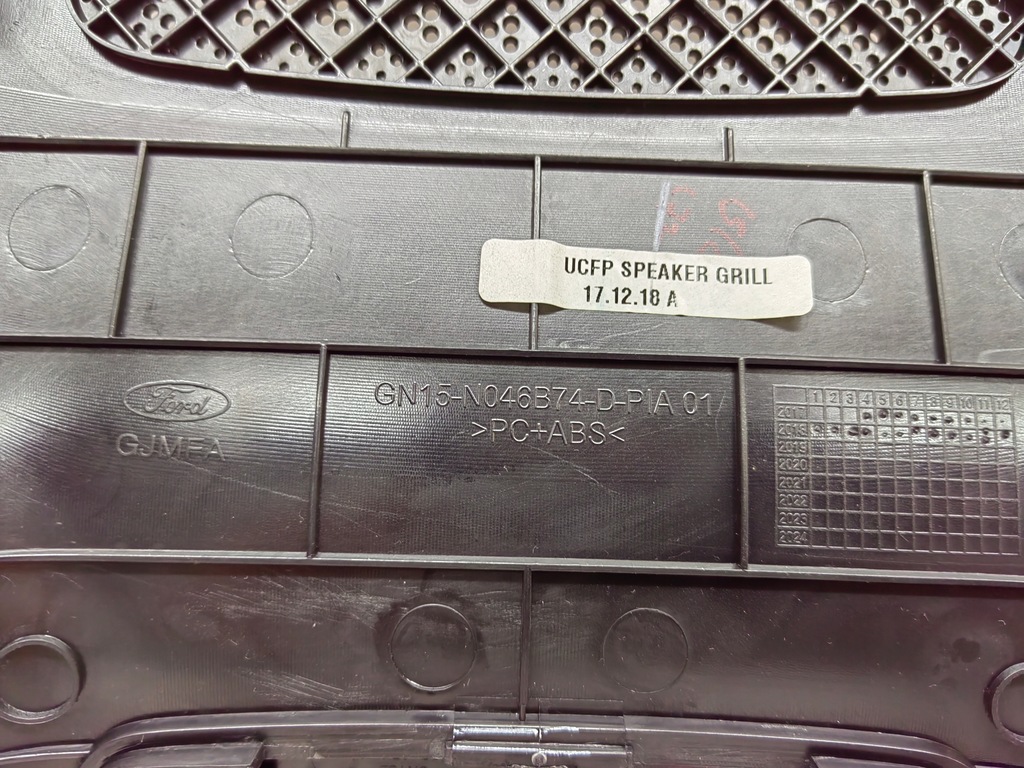 UCFP SPEAKER GRILL
17.12.18 A
Ford
GJMFA
GN15-N046B74-D-PIA 01
>PC+ABS<
1 2 3 4 5 6 7 8 9 10 11 12
2017
2018
2019
2020
2021
2022
2023
2024